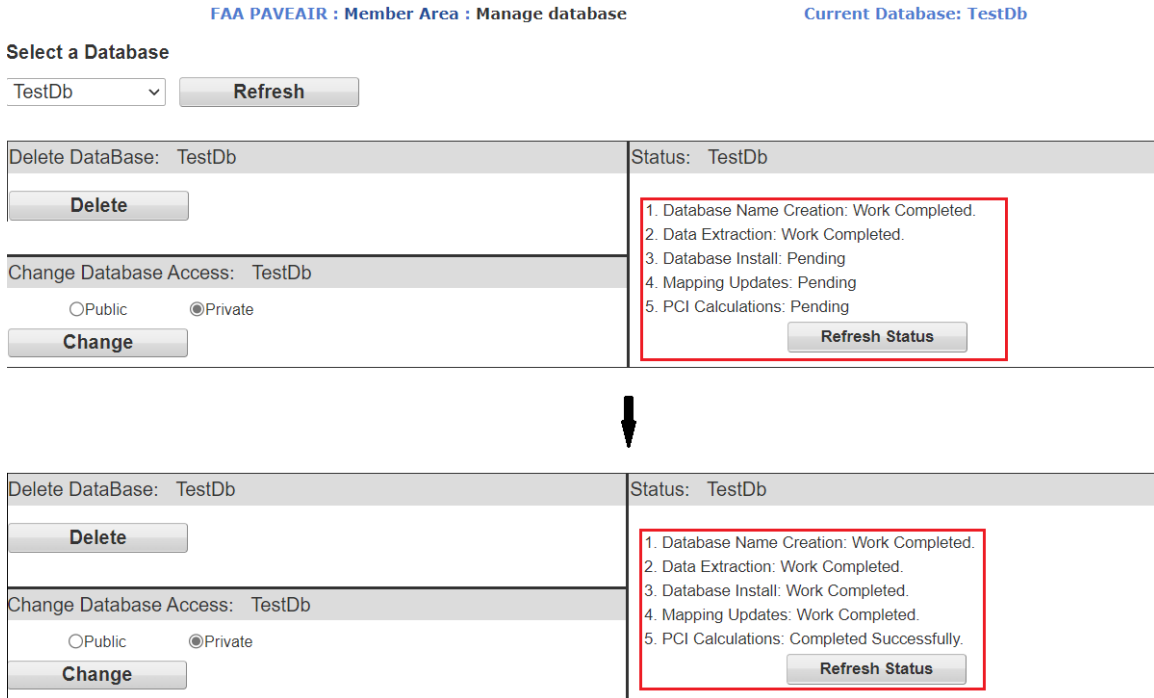 FAA PAVEAIR : Member Area : Manage database Current Database: TestDb
Select a Database
TestDb Refresh
Delete DataBase: TestDb
Delete
Change Database Access: TestDb
Public Private
Change
Status: TestDb
1. Database Name Creation: Work Completed.
2. Data Extraction: Work Completed.
3. Database Install: Pending
4. Mapping Updates: Pending
5. PCI Calculations: Pending
Refresh Status
Delete DataBase: TestDb
Delete
Change Database Access: TestDb
Public Private
Change
Status: TestDb
1. Database Name Creation: Work Completed.
2. Data Extraction: Work Completed.
3. Database Install: Work Completed.
4. Mapping Updates: Work Completed.
5. PCI Calculations: Completed Successfully.
Refresh Status